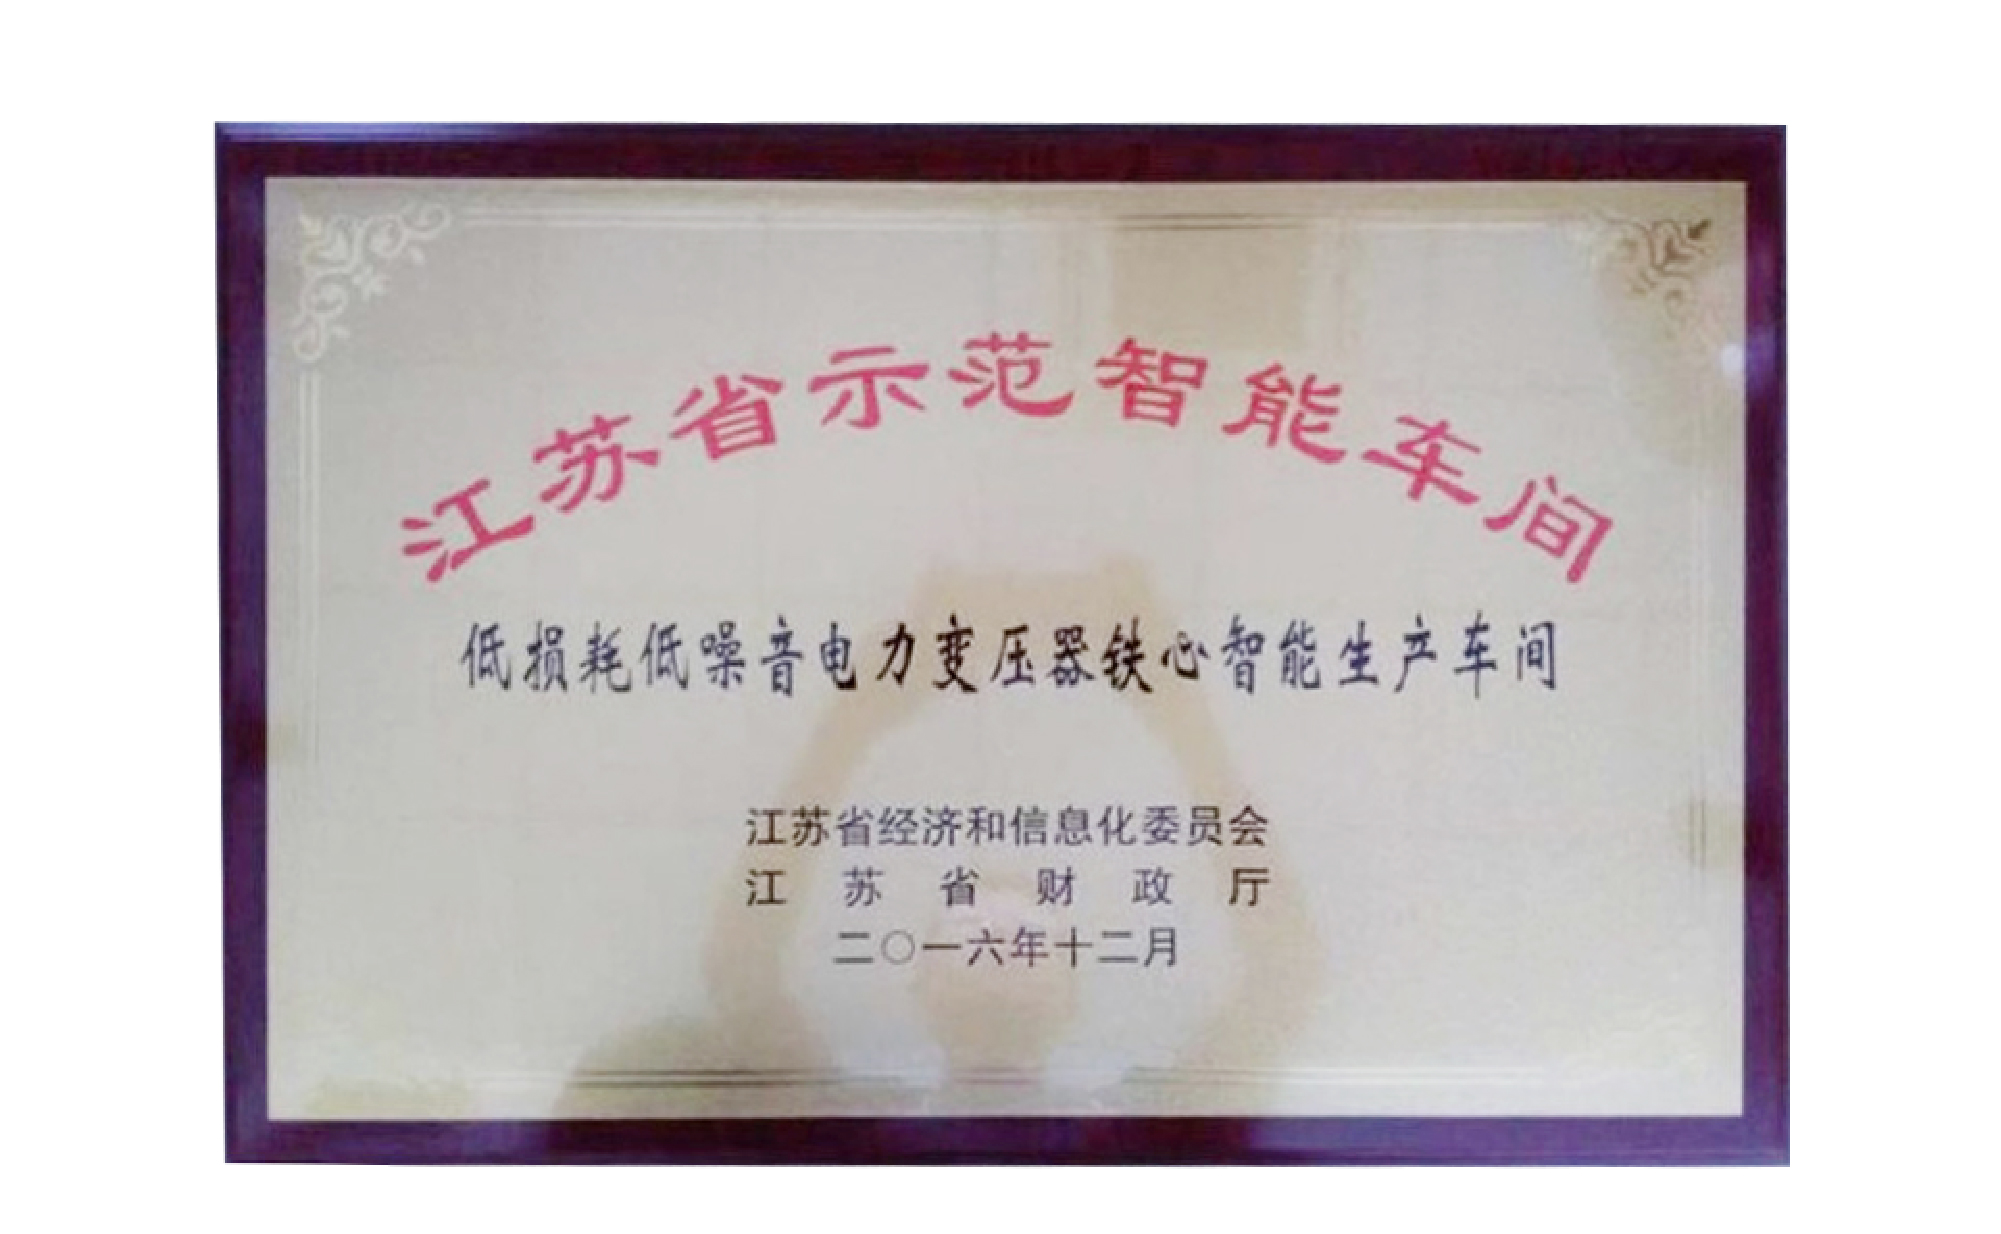 江苏省示范智能车间
低损耗低噪音电力变压器铁心智能生产车间
江苏省经济和信息化委员会
江苏省财政厅
二〇一六年十二月